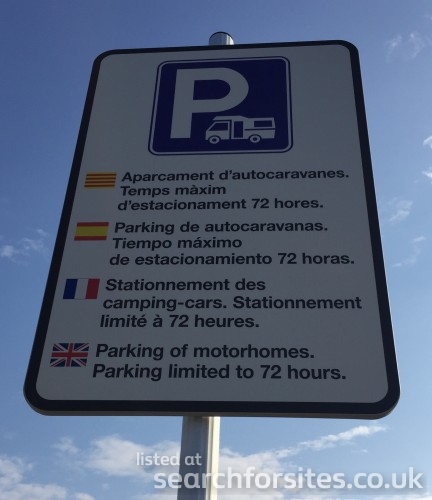 P
Aparcament d'autocaravanes.
Temps màxim
d'estacionament 72 hores.
Parking de autocaravanas.
Tiempo máximo
de estacionamiento 72 horas.
Stationnement des
camping-cars. Stationnement
limité à 72 heures.
Parking of motorhomes.
Parking limited to 72 hours.
listed at
searchforsites.co.uk